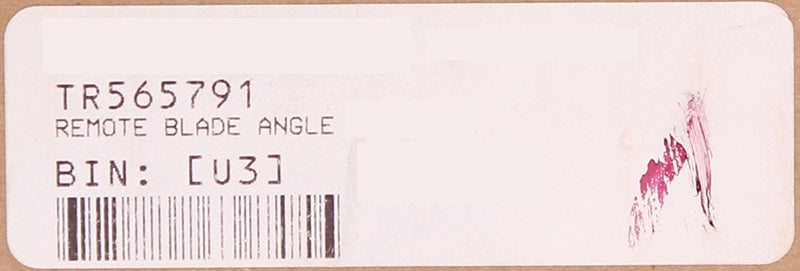 TR565791
REMOTE BLADE ANGLE
BIN: [U3]